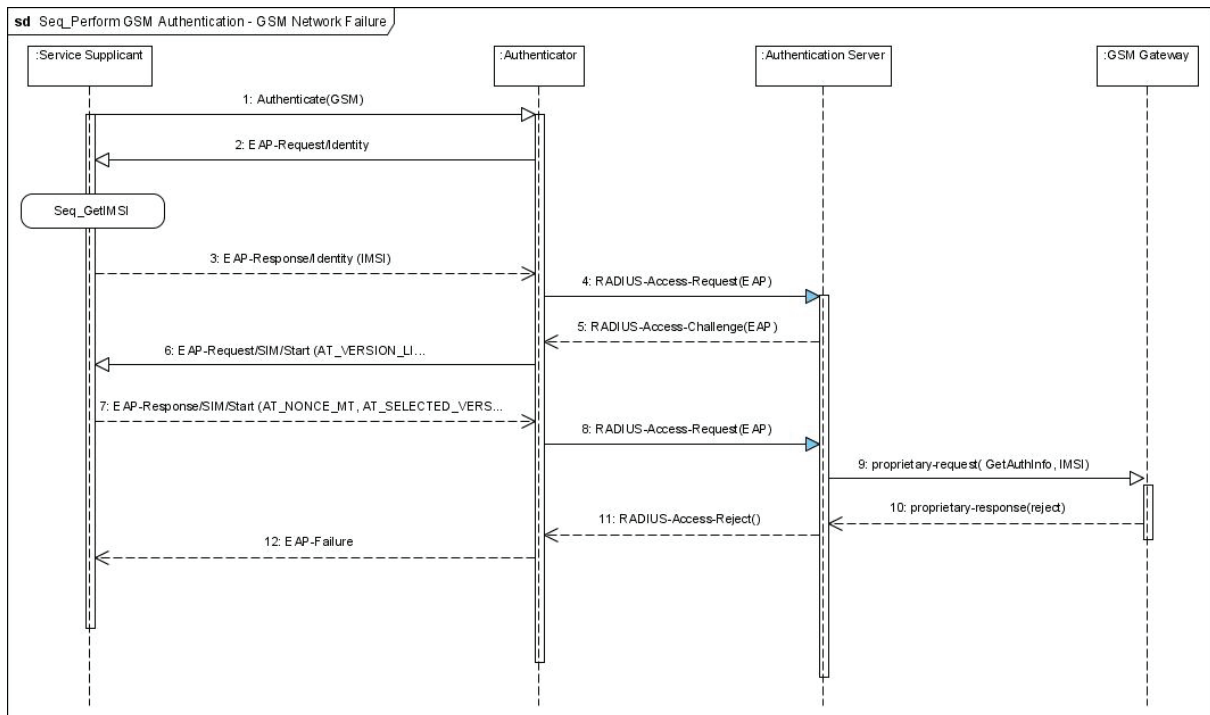 sd Seq_Perform GSM Authentication - GSM Network Failure
:Service Supplicant
:Authenticator
:Authentication Server
:GSM Gateway
1: Authenticate(GSM)
2: EAP-Request/Identity
Seq_GetIMSI
3: EAP-Response/Identity (IMSI)
4: RADIUS-Access-Request(EAP)
5: RADIUS-Access-Challenge(EAP)
6: EAP-Request/SIM/Start (AT_VERSION_LI...
7: EAP-Response/SIM/Start (AT_NONCE_MT, AT_SELECTED_VERS...
8: RADIUS-Access-Request(EAP)
9: proprietary-request( GetAuthInfo, IMSI)
10: proprietary-response(reject)
11: RADIUS-Access-Reject()
12: EAP-Failure